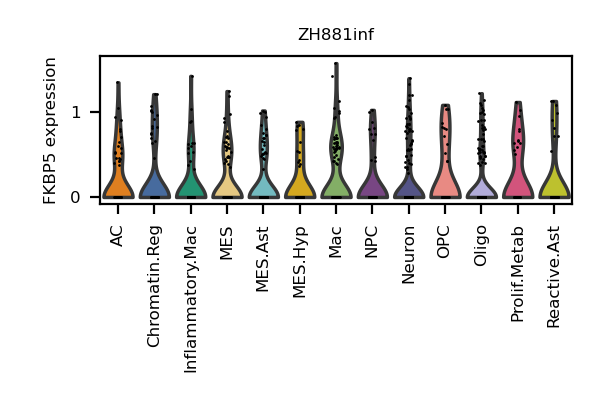 ZH881inf
FKBP5 expression
1
0
AC
Chromatin.Reg
Inflammatory.Mac
MES
MES.Ast
MES.Hyp
Mac
NPC
Neuron
OPC
Oligo
Prolif.Metab
Reactive.Ast